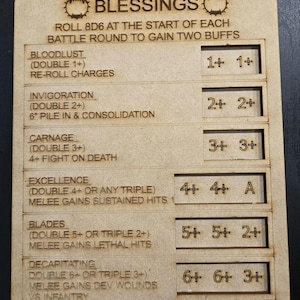 BLESSINGS
ROLL 8D6 AT THE START OF EACH
BATTLE ROUND TO GAIN TWO BUFFS
BLOODLUST
(DOUBLE 1+)
RE-ROLL CHARGES
1+ 1+
INVIGORATION
(DOUBLE 2+)
6" PILE IN & CONSOLIDATION
2+ 2+
CARNAGE
(DOUBLE 3+)
4+ FIGHT ON DEATH
3+ 3+
EXCELLENCE
(DOUBLE 4+ OR ANY TRIPLE)
MELEE GAINS SUSTAINED HITS 1
4+ 4+ A
BLADES
(DOUBLE 5+ OR TRIPLE 2+)
MELEE GAINS LETHAL HITS
5+ 5+ 2+
DECAPITATING
(DOUBLE 6+ OR TRIPLE 3+)
MELEE GAINS DEV WOUNDS
VS INFANTRY
6+ 6+ 3+